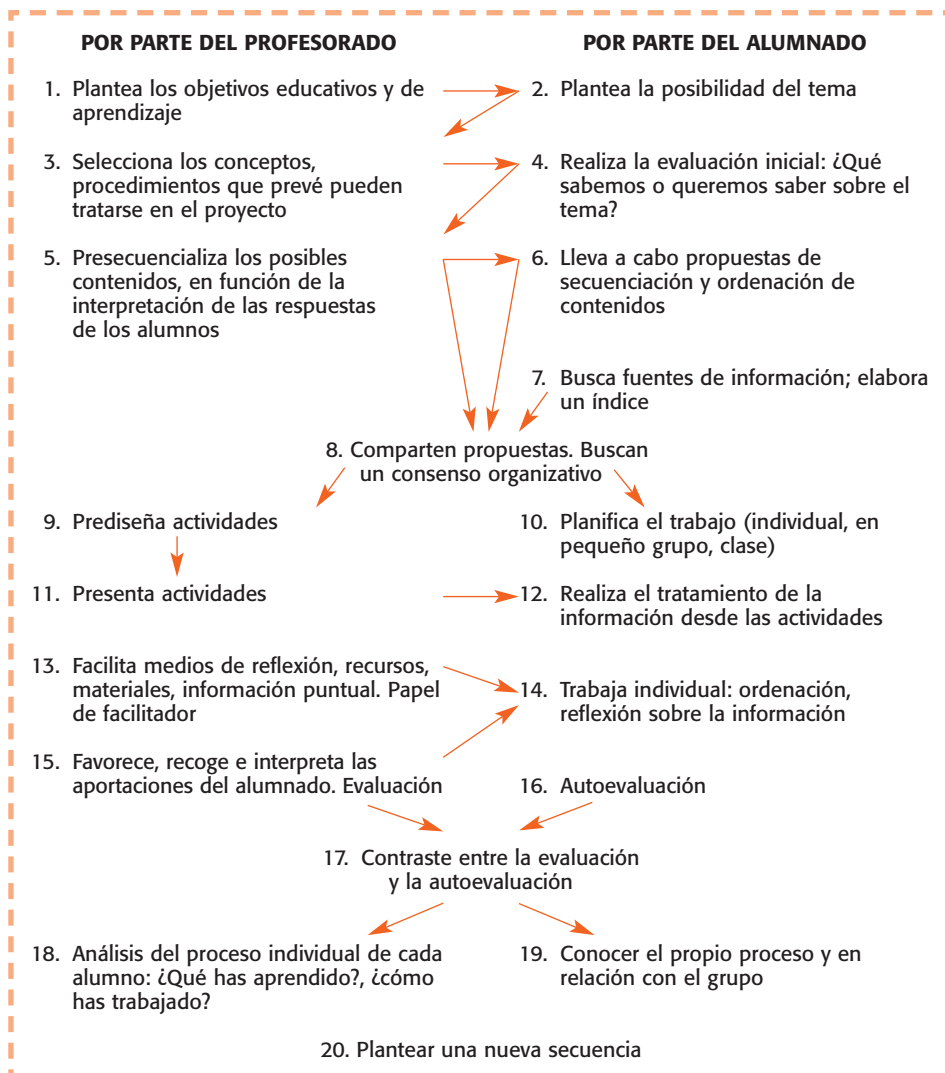 POR PARTE DEL PROFESORADO
POR PARTE DEL ALUMNADO
1. Plantea los objetivos educativos y de
aprendizaje
2. Plantea la posibilidad del tema
3. Selecciona los conceptos,
procedimientos que prevé pueden
tratarse en el proyecto
4. Realiza la evaluación inicial: ¿Qué
sabemos o queremos saber sobre el
tema?
5. Presecuencializa los posibles
contenidos, en función de la
interpretación de las respuestas
de los alumnos
6. Lleva a cabo propuestas de
secuenciación y ordenación de
contenidos
7. Busca fuentes de información; elabora
un índice
8. Comparten propuestas. Buscan
un consenso organizativo
9. Prediseña actividades
10. Planifica el trabajo (individual, en
pequeño grupo, clase)
11. Presenta actividades
12. Realiza el tratamiento de la
información desde las actividades
13. Facilita medios de reflexión, recursos,
materiales, información puntual. Papel
de facilitador
14. Trabaja individual: ordenación,
reflexión sobre la información
15. Favorece, recoge e interpreta las
aportaciones del alumnado. Evaluación
16. Autoevaluación
17. Contraste entre la evaluación
y la autoevaluación
18. Análisis del proceso individual de cada
alumno: ¿Qué has aprendido?, ¿cómo
has trabajado?
19. Conocer el propio proceso y en
relación con el grupo
20. Plantear una nueva secuencia